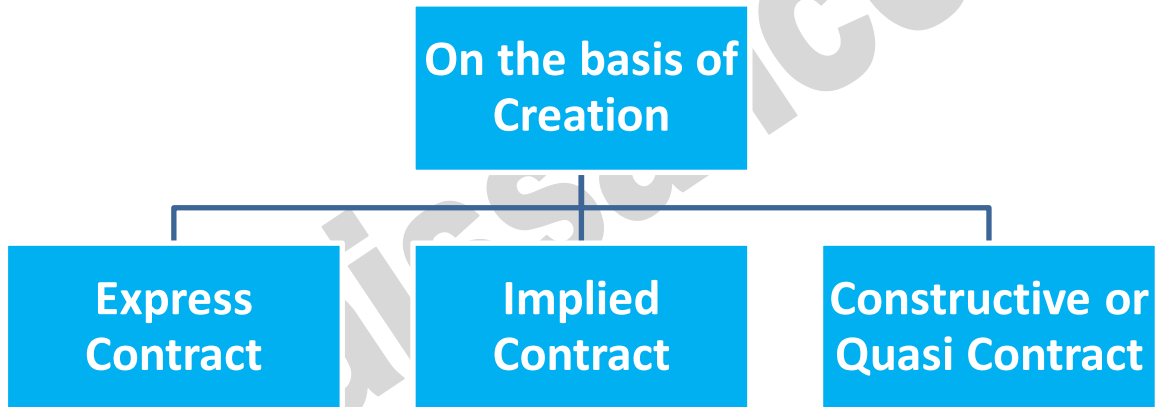 On the basis of
Creation
Express
Contract
Implied
Contract
Constructive or
Quasi Contract